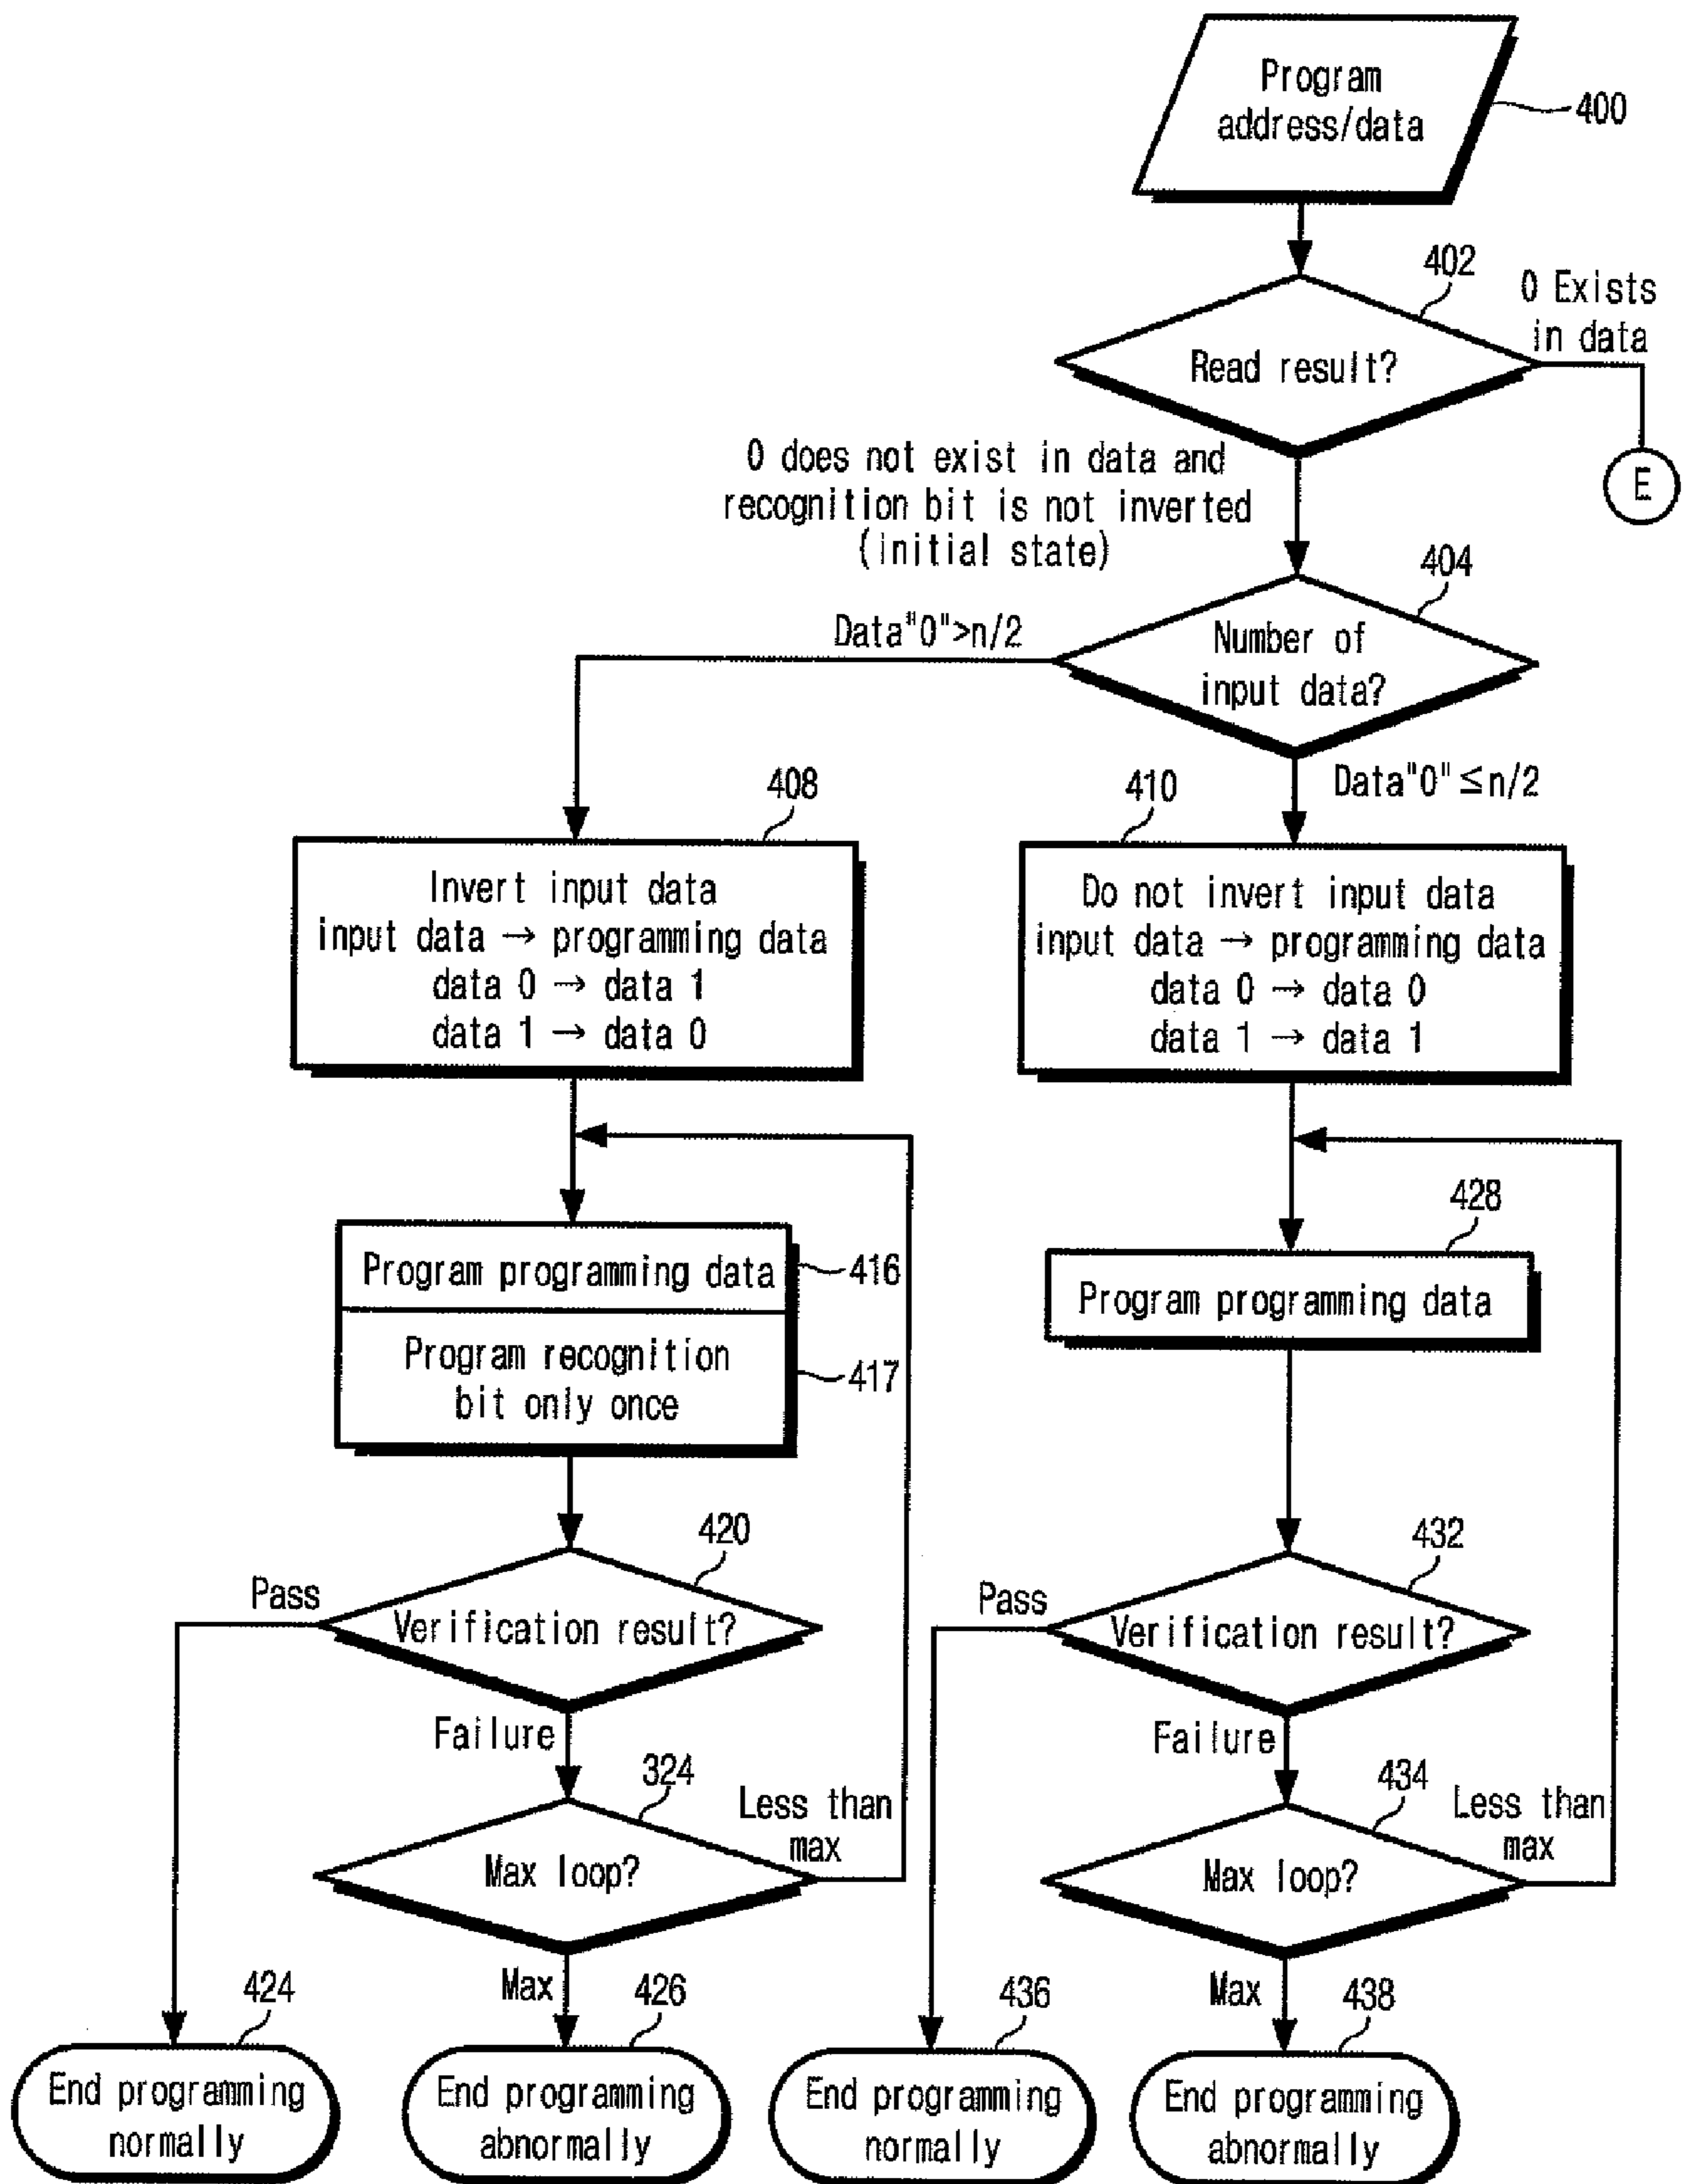 Program
address/data
400
402
0 Exists
in data
Read result?
E
0 does not exist in data and
recognition bit is not inverted
(initial state)
404
Data"0">n/2
Number of
input data?
Data"0"≤n/2
408
410
Invert input data
input data → programming data
data 0 → data 1
data 1 → data 0
Do not invert input data
input data → programming data
data 0 → data 0
data 1 → data 1
Program programming data
416
Program recognition
bit only once
417
428
Program programming data
420
Pass
Verification result?
Failure
432
Pass
Verification result?
Failure
324
Less than
max
Max loop?
Max
434
Less than
max
Max loop?
Max
424
End programming
normally
426
End programming
abnormally
436
End programming
normally
438
End programming
abnormally